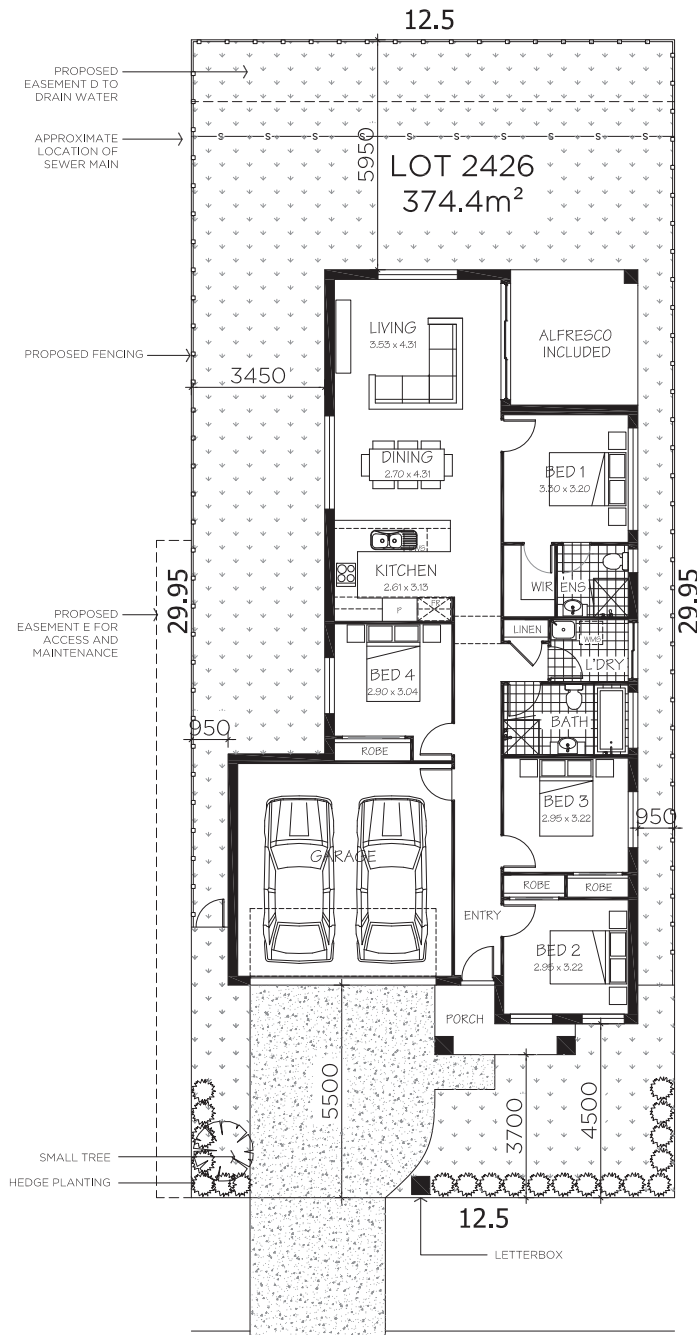 12.5
PROPOSED
EASEMENT D TO
DRAIN WATER
APPROXIMATE
LOCATION OF
SEWER MAIN
S S S S S S S S S
5950
LOT 2426
374.4m²
LIVING
3.53 x 4.31
ALFRESCO
INCLUDED
PROPOSED FENCING
3450
DINING
2.70 x 4.31
BED 1
3.30 x 3.20
KITCHEN
2.61 x 3.13
P
FR
WIR
ENS
29.95
29.95
PROPOSED
EASEMENT E FOR
ACCESS AND
MAINTENANCE
LINEN
WMS
L'DRY
BED 4
2.90 x 3.04
BATH
950
ROBE
BED 3
2.95 x 3.22
950
GARAGE
ROBE
ROBE
ENTRY
BED 2
2.95 x 3.22
PORCH
5500
3700
4500
SMALL TREE
HEDGE PLANTING
12.5
LETTERBOX